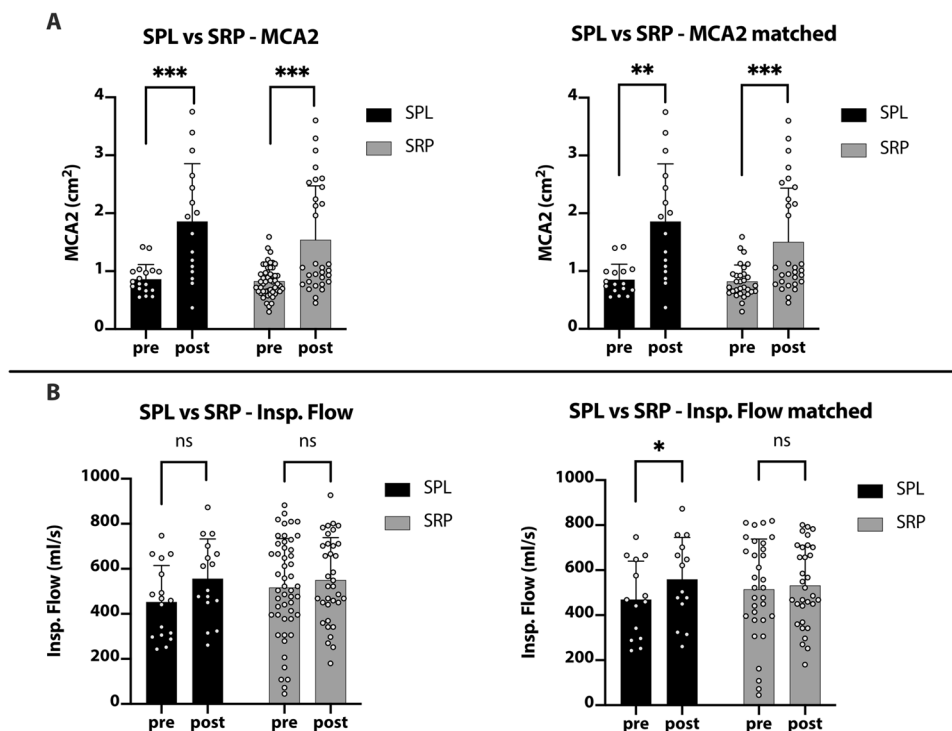 A
SPL vs SRP - MCA2
*** ***
4
3
2
1
0
MCA2 (cm²)
pre post pre post
SPL
SRP
SPL vs SRP - MCA2 matched
** ***
4
3
2
1
0
MCA2 (cm²)
pre post pre post
SPL
SRP
B
SPL vs SRP - Insp. Flow
ns ns
1000
800
600
400
200
0
Insp. Flow (ml/s)
pre post pre post
SPL
SRP
SPL vs SRP - Insp. Flow matched
* ns
1000
800
600
400
200
0
Insp. Flow (ml/s)
pre post pre post
SPL
SRP